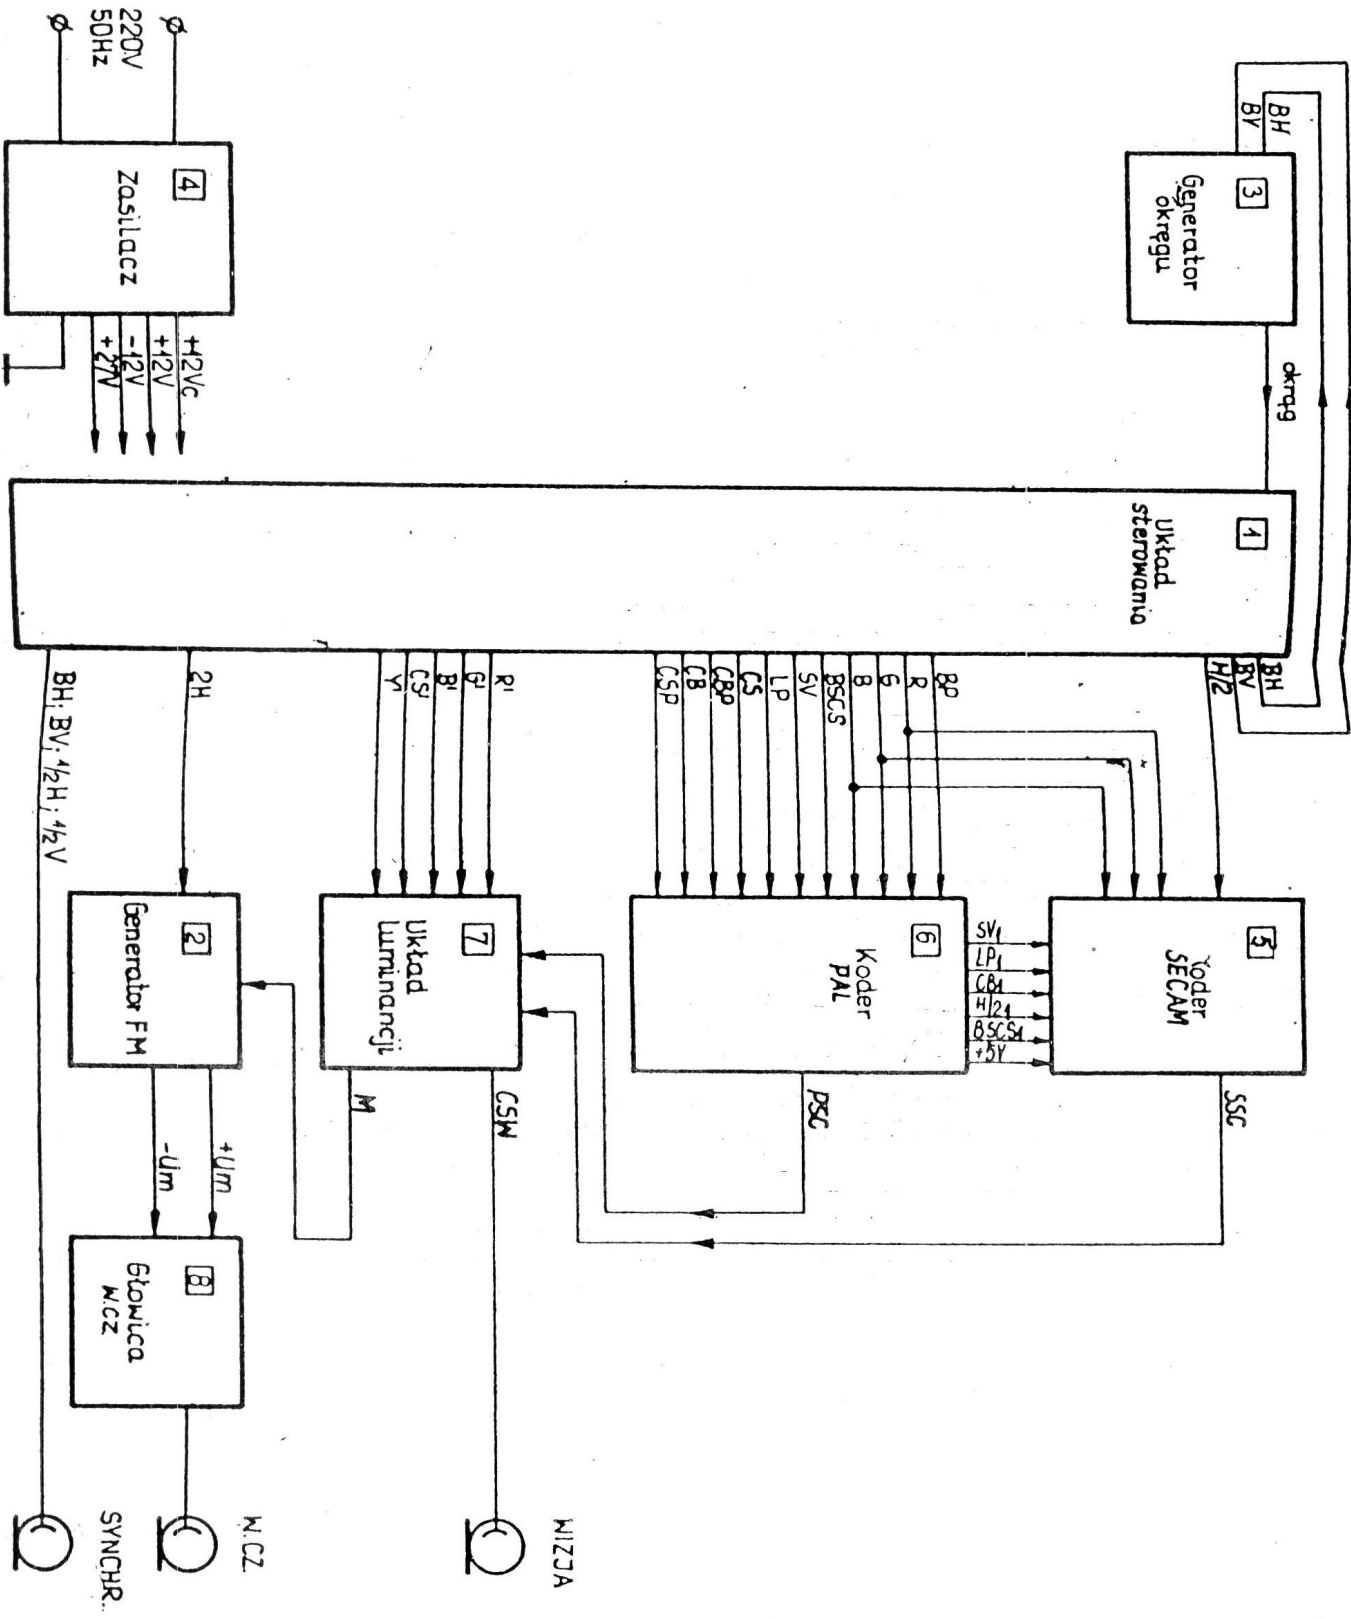 BH
BV
3
Generator
okręgu
okrąg
220V
50Hz
4
Zasilacz
+12Vc
+12V
-12V
+27V
1
Układ
sterowania
BH
BV
H/2
BP
R
G
B
BSCS
SV
LP
CS
CBP
CB
CSP
R'
G'
B'
CS'
Y'
2H
BH; BV; 1/2H; 1/2V
5
Koder
SECAM
SV1
LP1
CB1
H/21
BSCS1
+5V
6
Koder
PAL
7
Układ
luminancji
2
Generator FM
SSC
PSC
CSW
M
+Um
-Um
8
Głowica
W.CZ
WIZJA
W.CZ
SYNCHR.